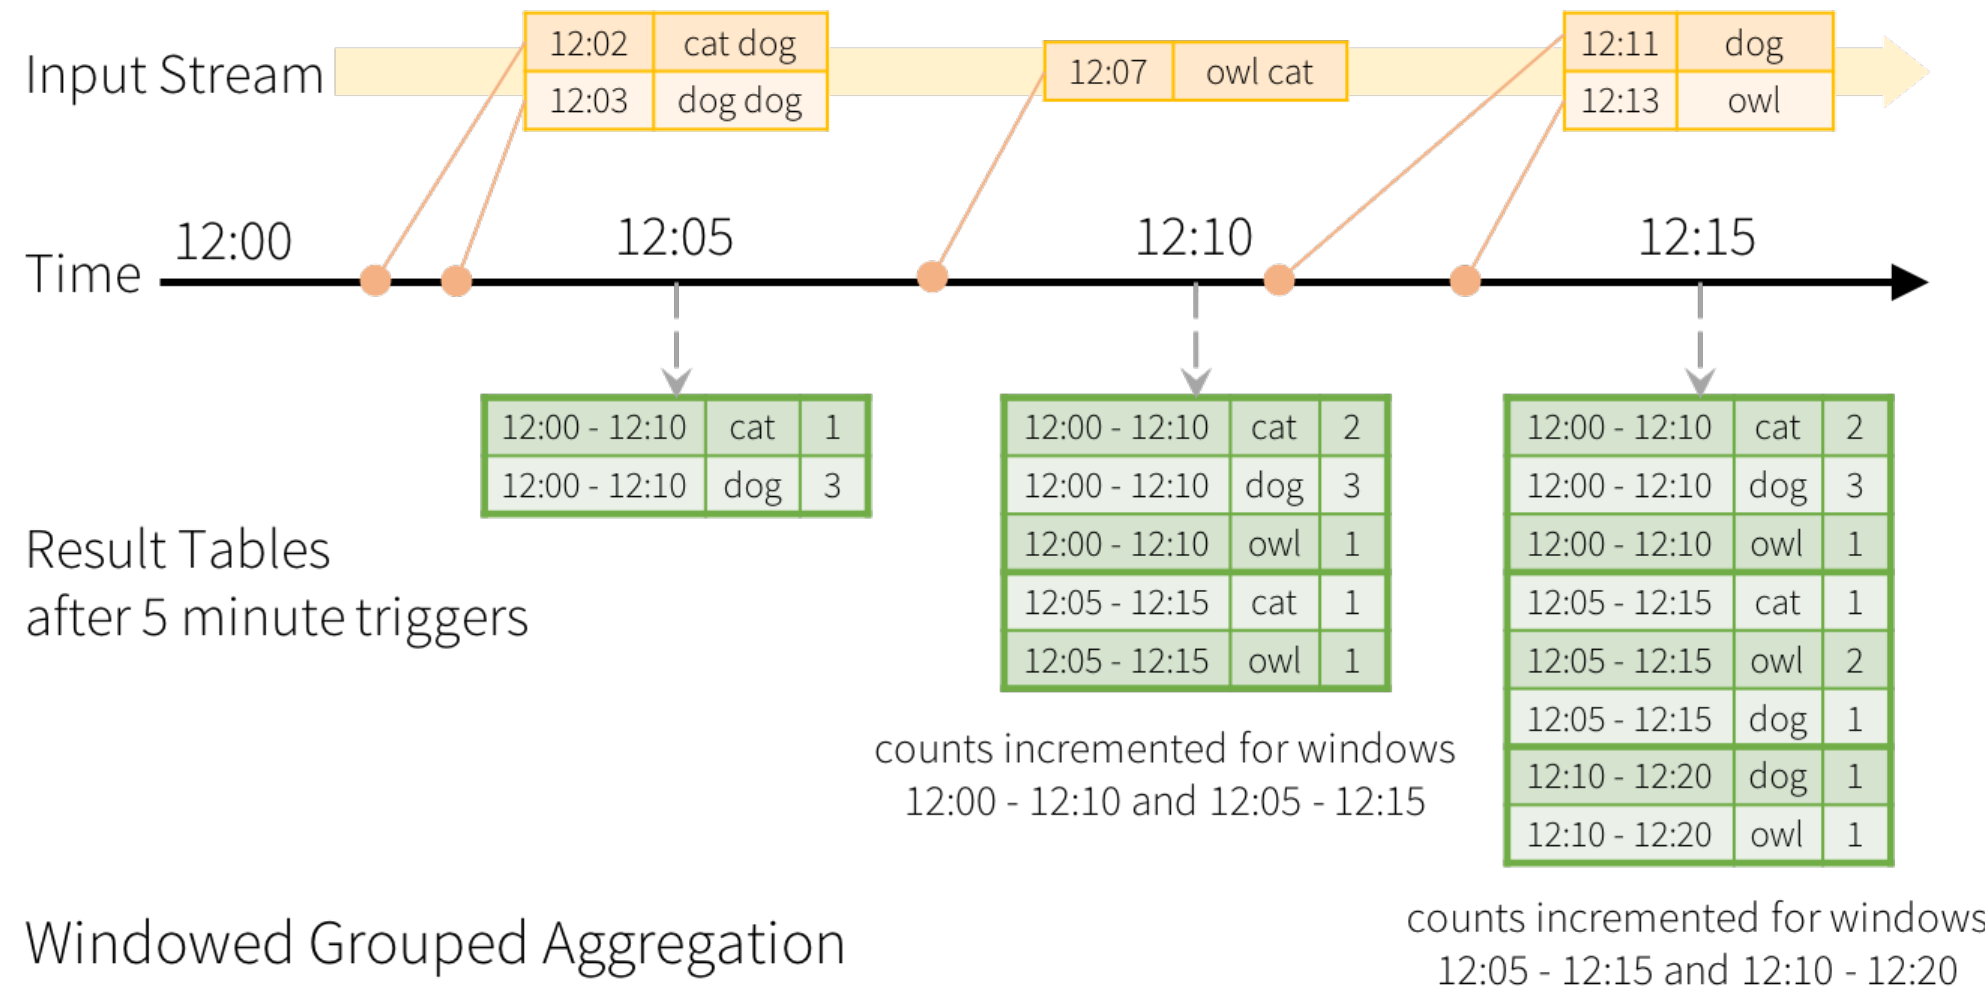 Input Stream
12:02 cat dog
12:03 dog dog
12:07 owl cat
12:11 dog
12:13 owl
Time
12:00
12:05
12:10
12:15
12:00 - 12:10 cat 1
12:00 - 12:10 dog 3
12:00 - 12:10 cat 2
12:00 - 12:10 dog 3
12:00 - 12:10 owl 1
12:05 - 12:15 cat 1
12:05 - 12:15 owl 1
12:00 - 12:10 cat 2
12:00 - 12:10 dog 3
12:00 - 12:10 owl 1
12:05 - 12:15 cat 1
12:05 - 12:15 owl 2
12:05 - 12:15 dog 1
12:10 - 12:20 dog 1
12:10 - 12:20 owl 1
Result Tables
after 5 minute triggers
counts incremented for windows
12:00 - 12:10 and 12:05 - 12:15
counts incremented for windows
12:05 - 12:15 and 12:10 - 12:20
Windowed Grouped Aggregation